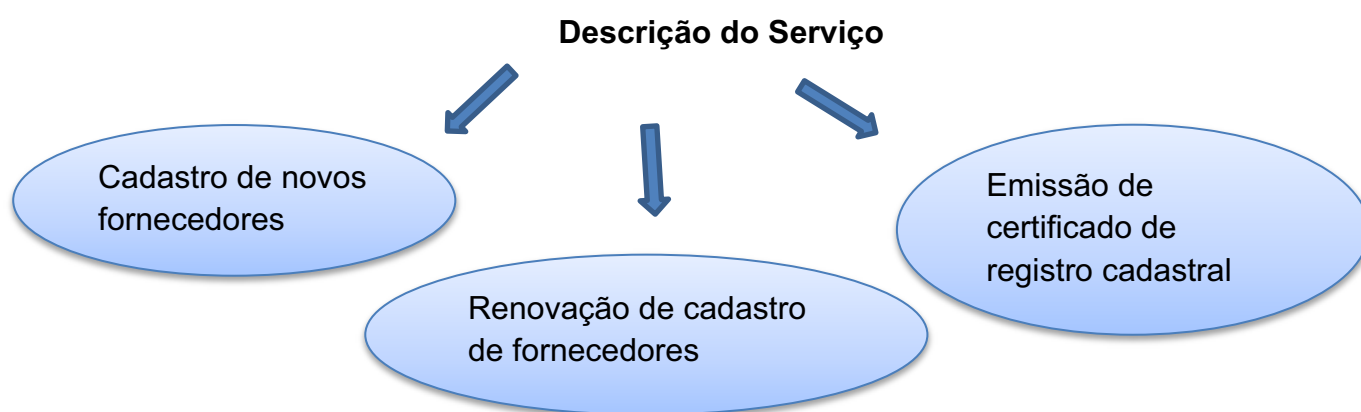 Descrição do Serviço
Cadastro de novos
fornecedores
Renovação de cadastro
de fornecedores
Emissão de
certificado de
registro cadastral